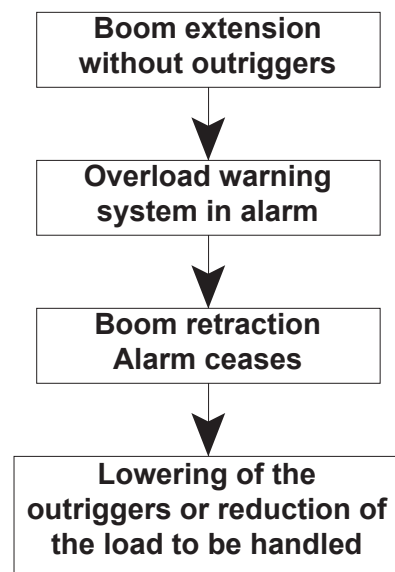 Boom extension
without outriggers
Overload warning
system in alarm
Boom retraction
Alarm ceases
Lowering of the
outriggers or reduction of
the load to be handled